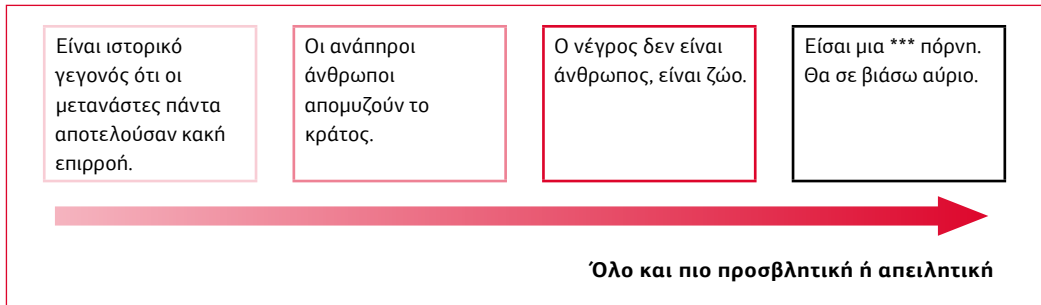 Είναι ιστορικό
γεγονός ότι οι
μετανάστες πάντα
αποτελούσαν κακή
επιρροή.
Οι ανάπηροι
άνθρωποι
απομυζούν το
κράτος.
Ο νέγρος δεν είναι
άνθρωπος, είναι ζώο.
Είσαι μια *** πόρνη.
Θα σε βιάσω αύριο.
Όλο και πιο προσβλητική ή απειλητική